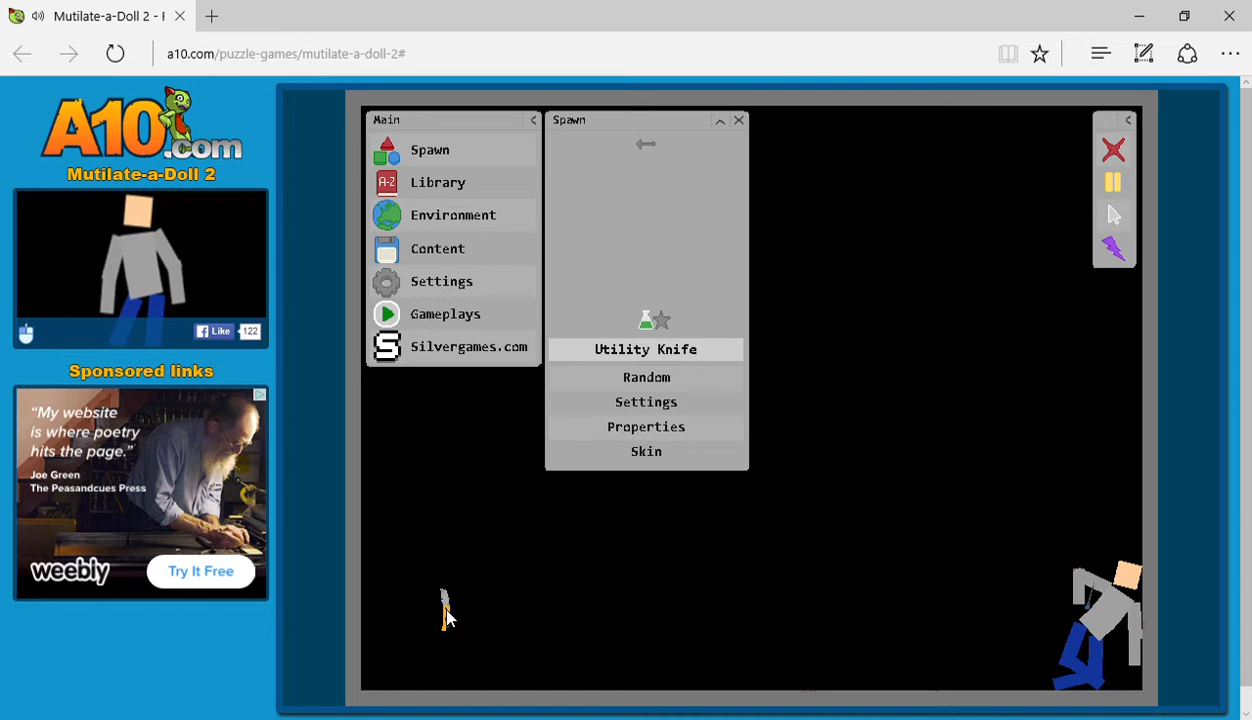 Mutilate-a-Doll 2 - F
a10.com/puzzle-games/mutilate-a-doll-2#
A10.com
Mutilate-a-Doll 2
Like 122
Sponsored links
“My website
is where poetry
hits the page.”
Joe Green
The Peasandcues Press
weebly
Try It Free
Main
Spawn
A-Z
Library
Environment
Content
Settings
Gameplays
S
Silvergames.com
Spawn
Utility Knife
Random
Settings
Properties
Skin